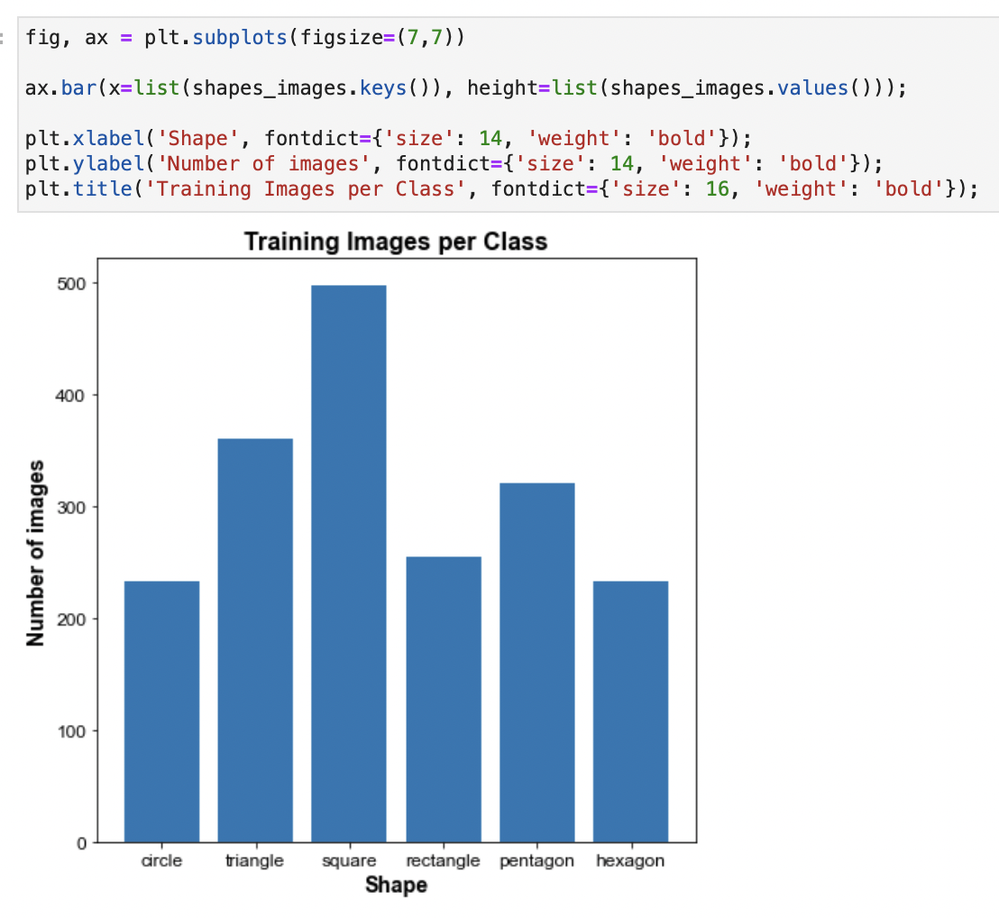 fig, ax = plt.subplots(figsize=(7,7))
ax.bar(x=list(shapes_images.keys()), height=list(shapes_images.values()));
plt.xlabel('Shape', fontdict={'size': 14, 'weight': 'bold'});
plt.ylabel('Number of images', fontdict={'size': 14, 'weight': 'bold'});
plt.title('Training Images per Class', fontdict={'size': 16, 'weight': 'bold'});
Training Images per Class
Number of images
500
400
300
200
100
0
circle triangle square rectangle pentagon hexagon
Shape